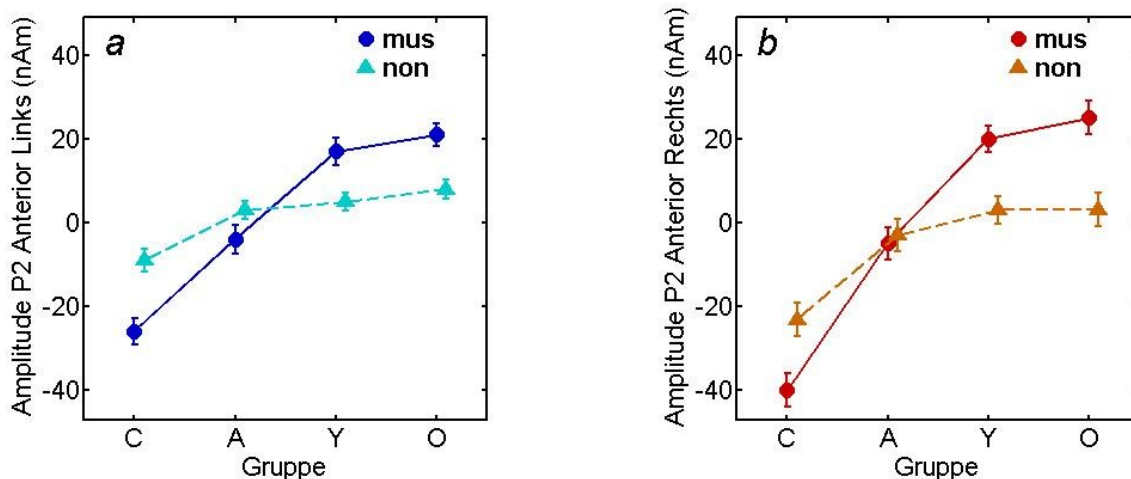 a
mus
non
Amplitude P2 Anterior Links (nAm)
40
20
0
-20
-40
C A Y O
Gruppe
b
mus
non
Amplitude P2 Anterior Rechts (nAm)
40
20
0
-20
-40
C A Y O
Gruppe